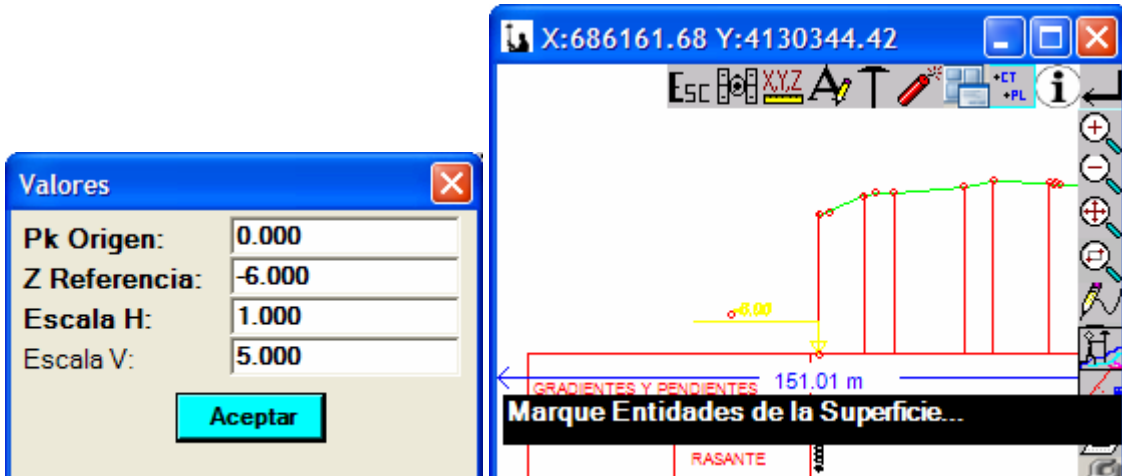 Valores
Pk Origen: 0.000
Z Referencia: -6.000
Escala H: 1.000
Escala V: 5.000
Aceptar
X:686161.68 Y:4130344.42
Esc X,Y,Z A T +CT +PL i
-6.00
151.01 m
GRADIENTES Y PENDIENTES
Marque Entidades de la Superficie...
RASANTE